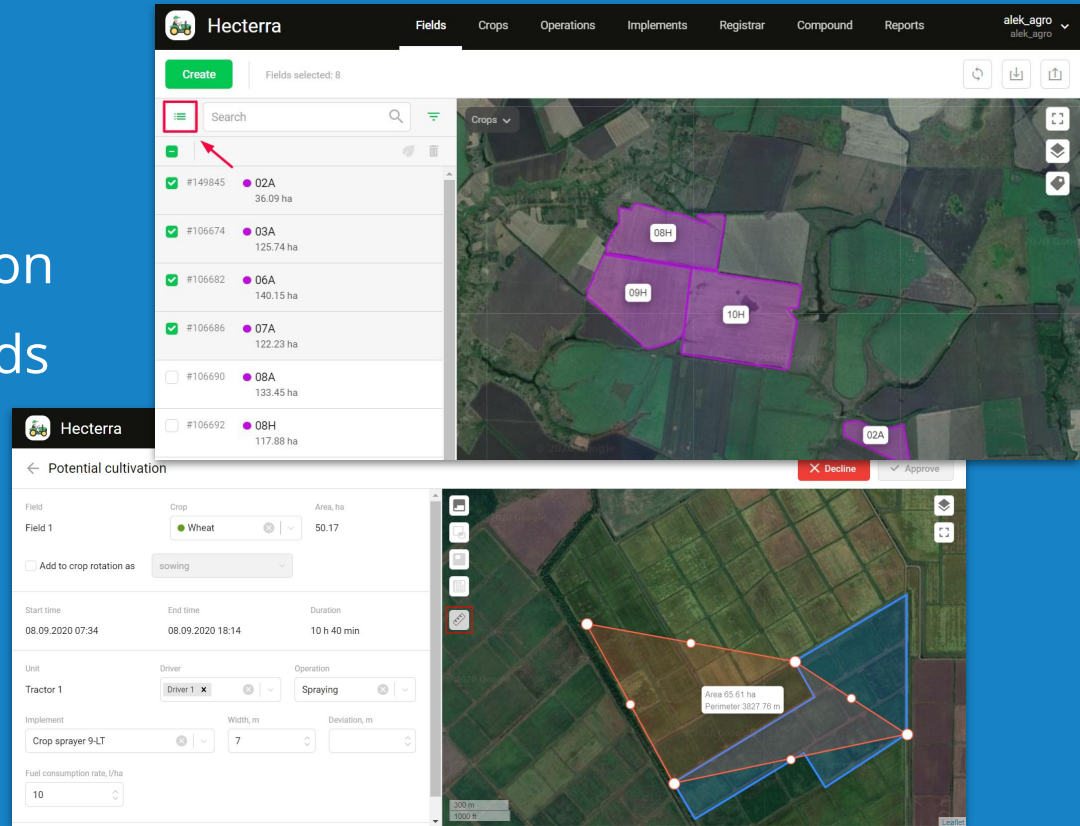 on
ds
Hecterra
Fields Crops Operations Implements Registrar Compound Reports
alek_agro
alek_agro
Create Fields selected: 8
Search
Crops
#149845 02A
36.09 ha
#106674 03A
125.74 ha
#106682 06A
140.15 ha
#106686 07A
122.23 ha
#106690 08A
133.45 ha
#106692 08H
117.88 ha
08H
09H
10H
02A
© 2020 Google
Hecterra
Potential cultivation
Decline Approve
Field Crop Area, ha
Field 1 Wheat 50.17
Add to crop rotation as sowing
Start time End time Duration
08.09.2020 07:34 08.09.2020 18:14 10 h 40 min
Unit Driver Operation
Tractor 1 Driver 1 x Spraying
Implement Width, m Deviation, m
Crop sprayer 9-LT 7
Fuel consumption rate, l/ha
10
Area 65.61 ha
Perimeter 3827.76 m
300 m
1000 ft
Leaflet